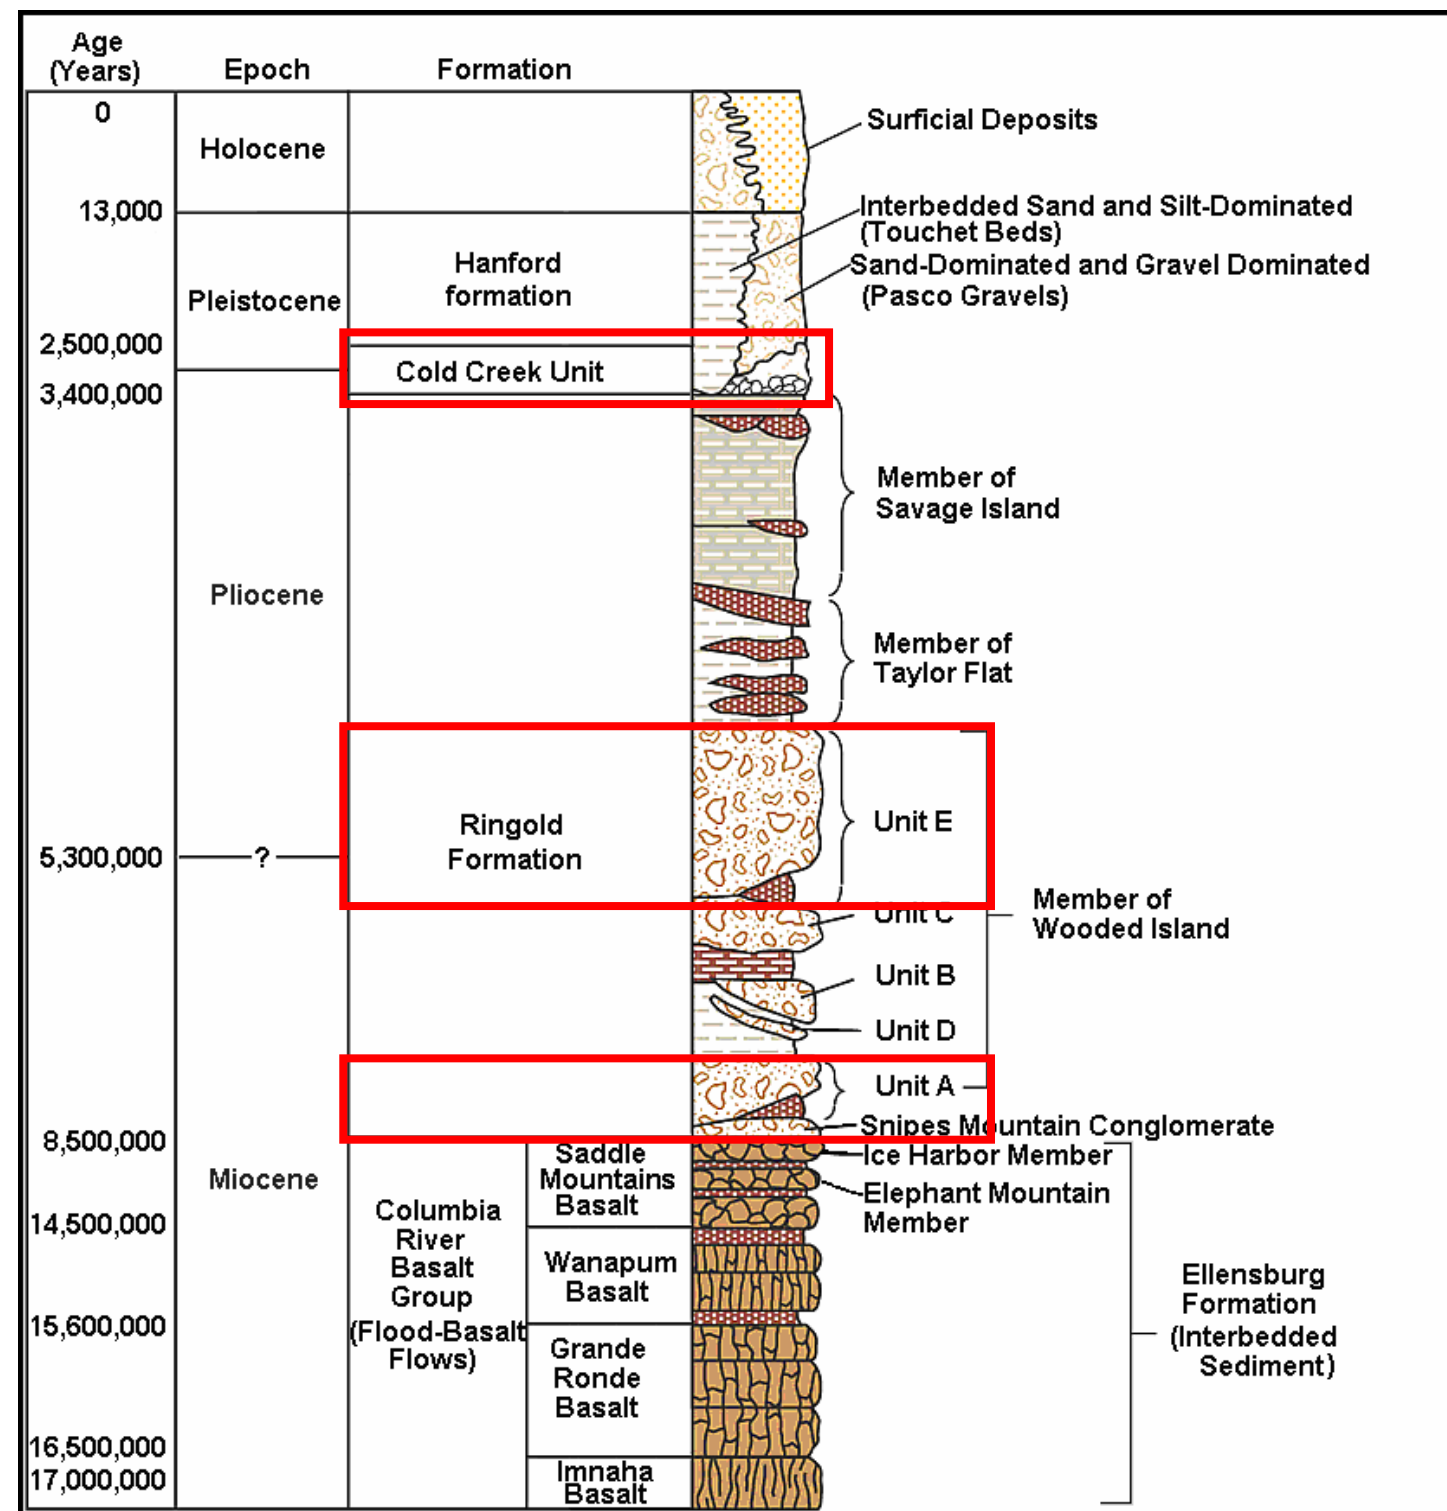 Age
(Years)
Epoch
Formation
0
Holocene
Surficial Deposits
13,000
Interbedded Sand and Silt-Dominated
(Touchet Beds)
Hanford
formation
Sand-Dominated and Gravel Dominated
(Pasco Gravels)
Pleistocene
2,500,000
Cold Creek Unit
3,400,000
Member of
Savage Island
Pliocene
Member of
Taylor Flat
Ringold
Formation
Unit E
5,300,000
?
Unit C
Member of
Wooded Island
Unit B
Unit D
Unit A
Snipes Mountain Conglomerate
8,500,000
Saddle
Mountains
Basalt
Ice Harbor Member
Elephant Mountain
Member
Miocene
14,500,000
Columbia
River
Basalt
Group
(Flood-Basalt
Flows)
Wanapum
Basalt
Ellensburg
Formation
(Interbedded
Sediment)
15,600,000
Grande
Ronde
Basalt
16,500,000
17,000,000
Imnaha
Basalt